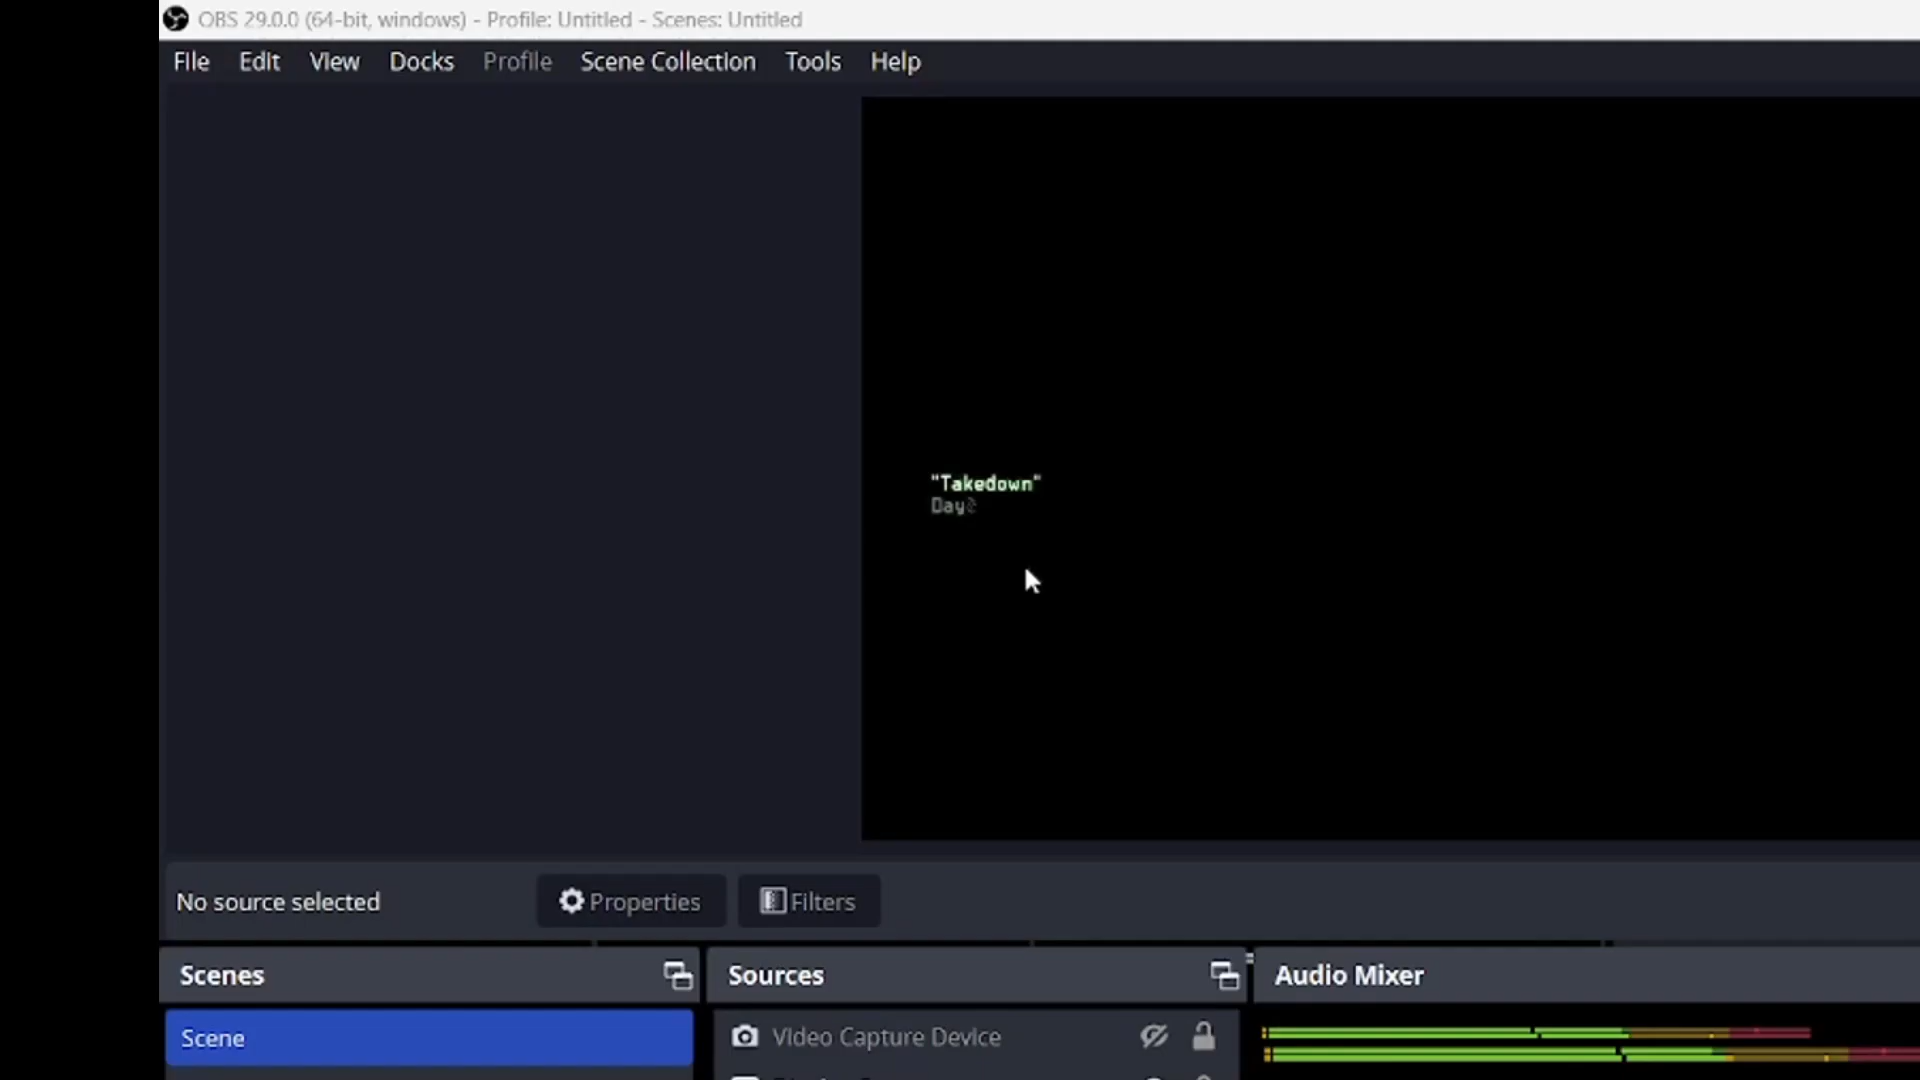 OBS 29.0.0 (64-bit, windows) - Profile: Untitled - Scenes: Untitled
File Edit View Docks Profile Scene Collection Tools Help
"Takedown"
Day
No source selected Properties Filters
Scenes Sources Audio Mixer
Scene Video Capture Device